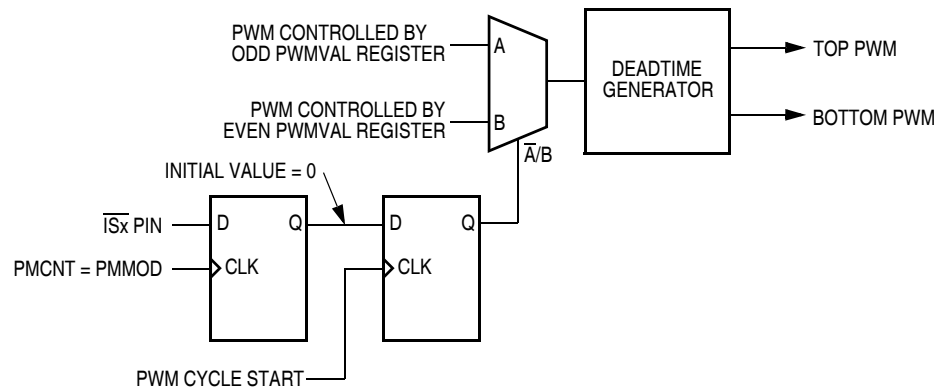 PWM CONTROLLED BY
ODD PWMVAL REGISTER
A
DEADTIME
GENERATOR
TOP PWM
PWM CONTROLLED BY
EVEN PWMVAL REGISTER
B
BOTTOM PWM
A̅/B
INITIAL VALUE = 0
I̅S̅x̅ PIN
D
Q
D
Q
PMCNT = PMMOD
CLK
CLK
PWM CYCLE START